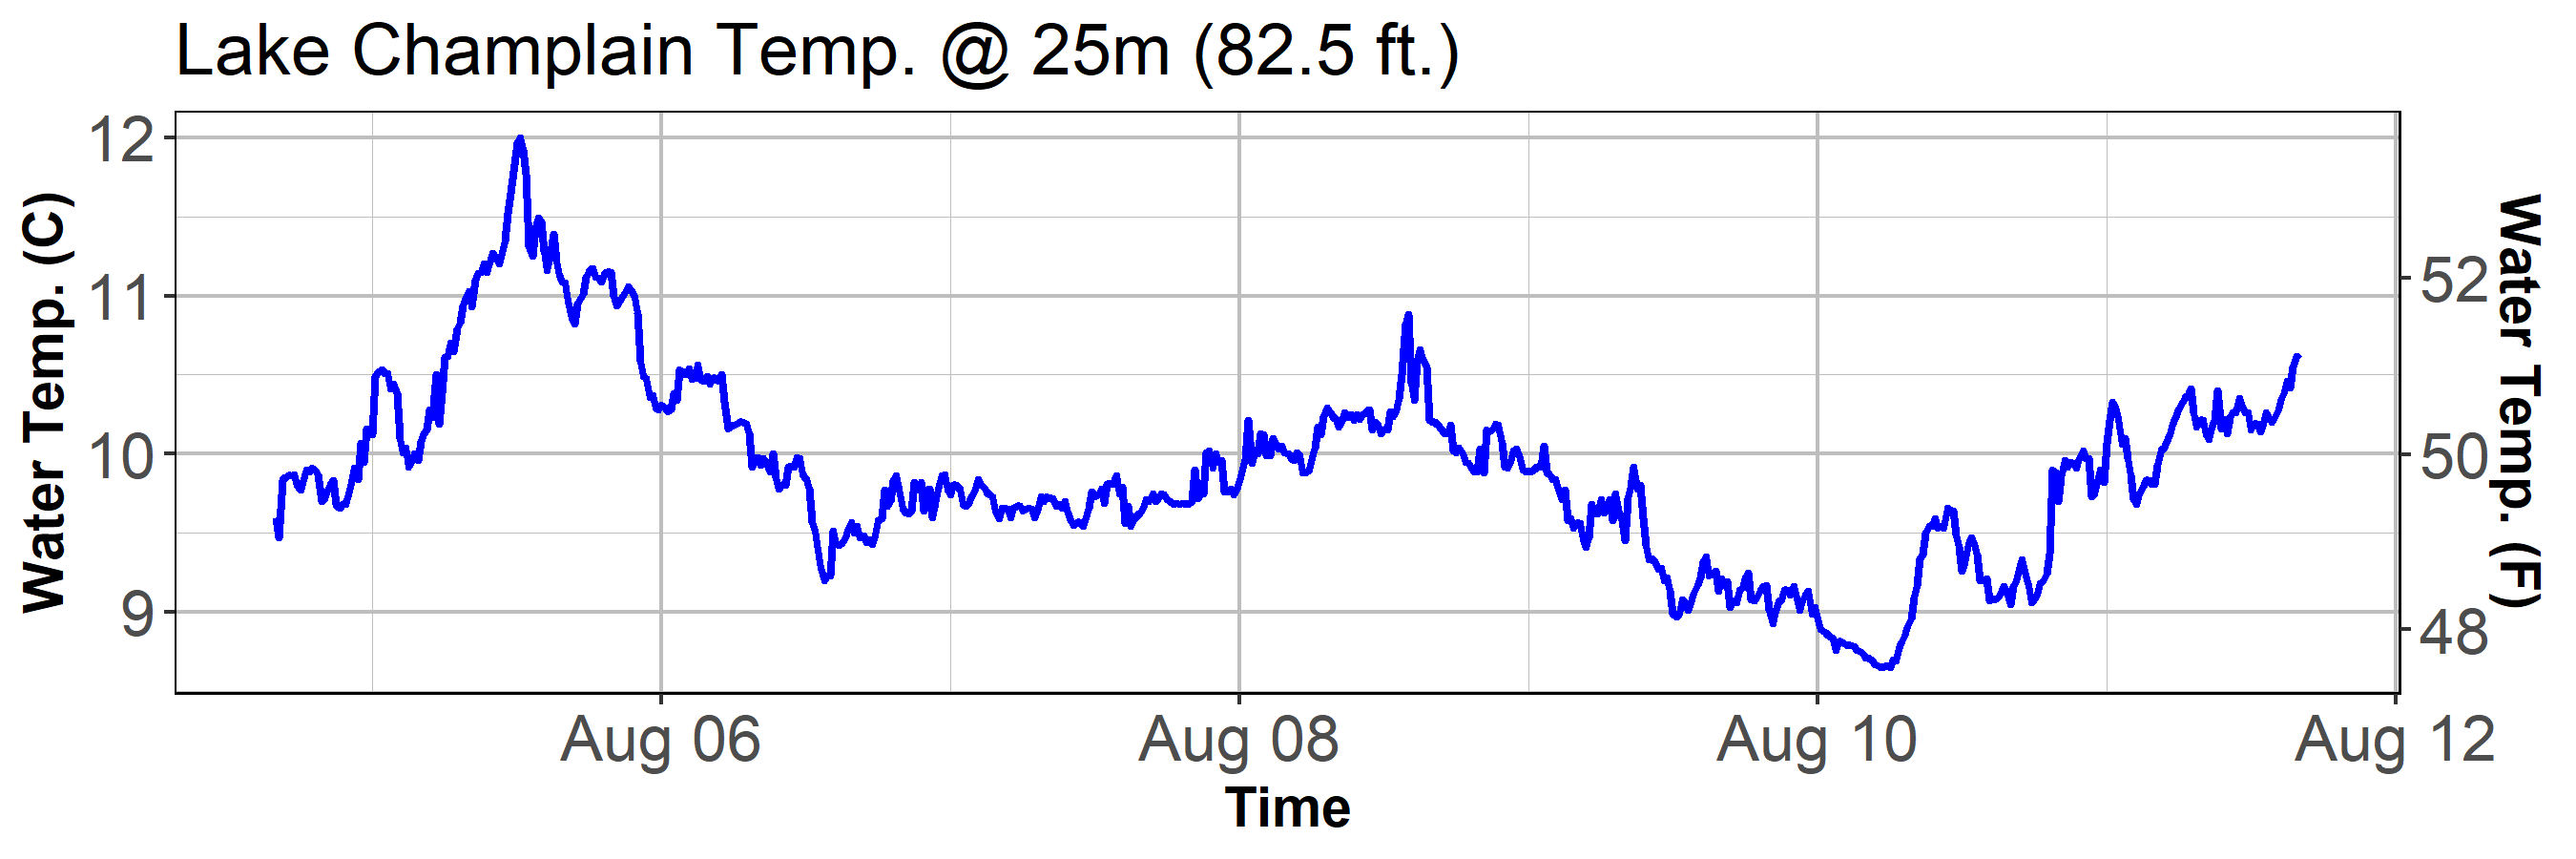 Lake Champlain Temp. @ 25m (82.5 ft.)
Water Temp. (C)
12
11
10
9
52
50
48
Water Temp. (F)
Aug 06
Aug 08
Aug 10
Aug 12
Time